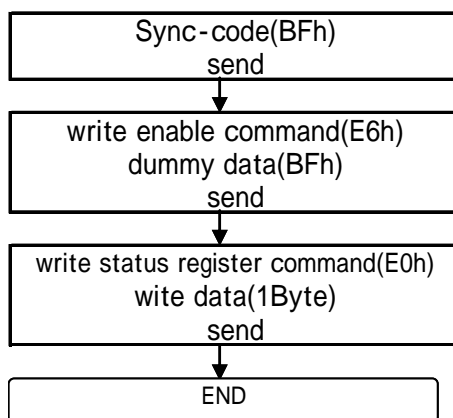 Sync-code(BFh)
send
write enable command(E6h)
dummy data(BFh)
send
write status register command(E0h)
wite data(1Byte)
send
END